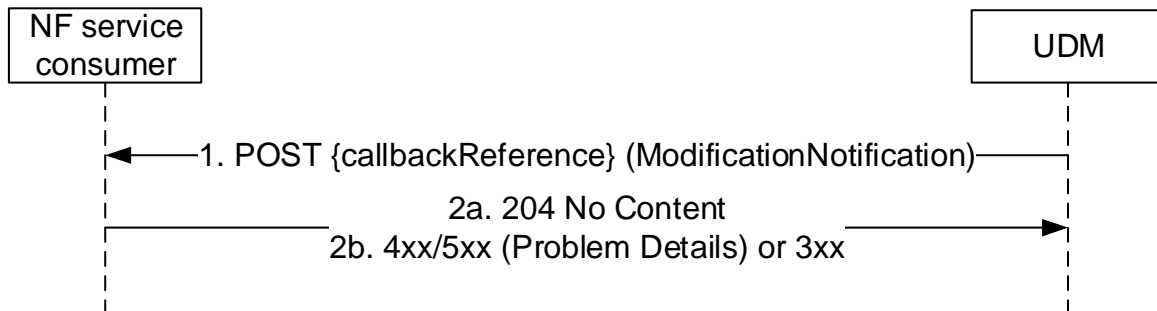 NF service
consumer
UDM
1. POST {callbackReference} (ModificationNotification)
2a. 204 No Content
2b. 4xx/5xx (Problem Details) or 3xx